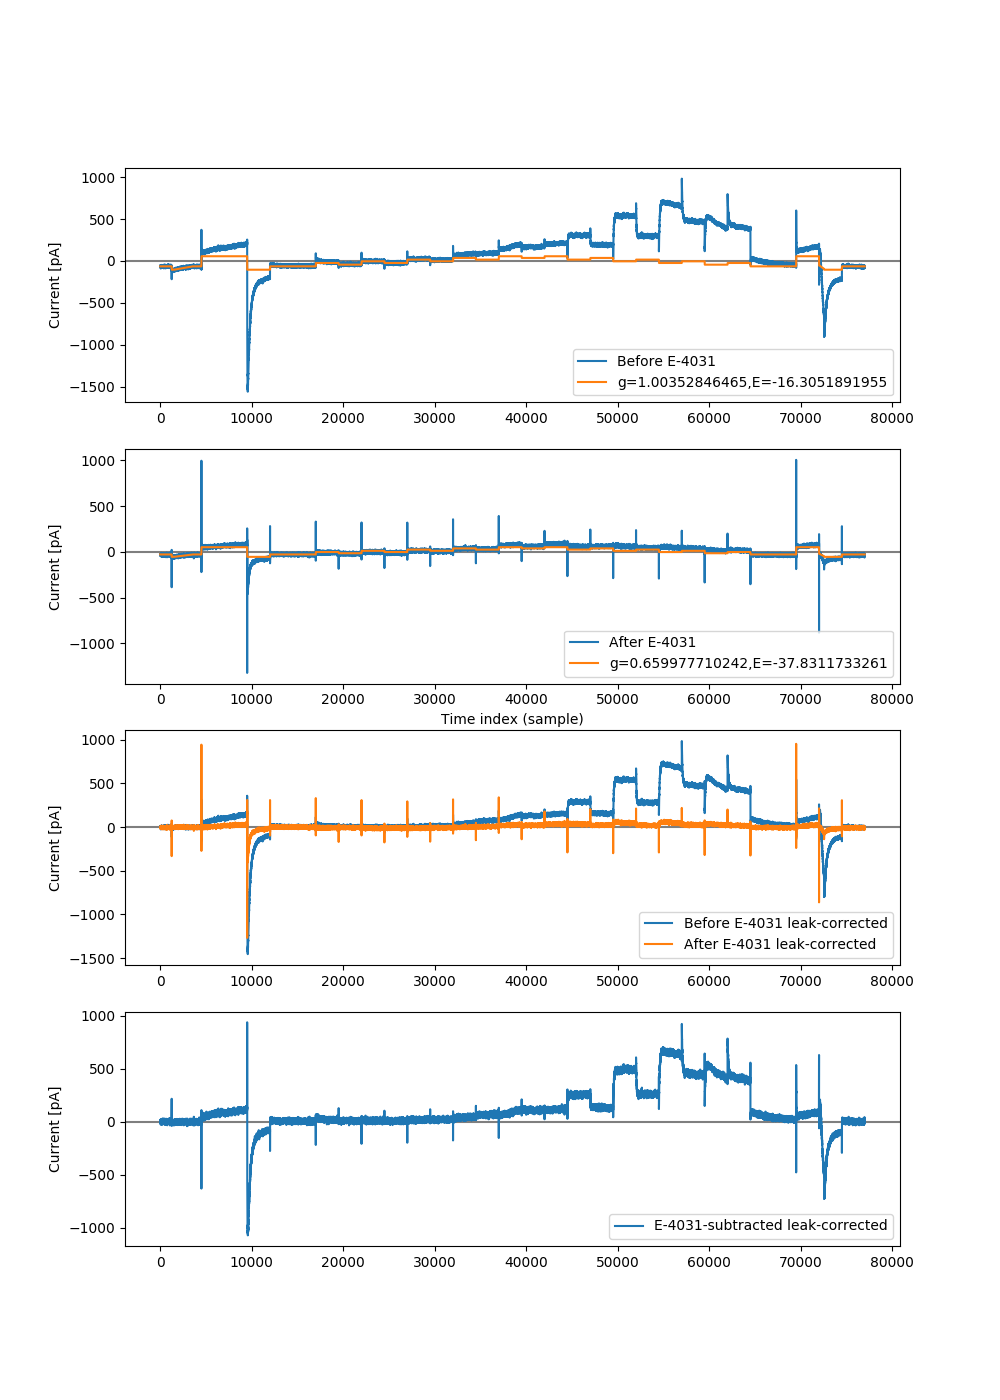 1000
500
0
−500
−1000
−1500
Current [pA]
Before E-4031
g=1.00352846465,E=-16.3051891955
0 10000 20000 30000 40000 50000 60000 70000 80000
1000
500
0
−500
−1000
Current [pA]
After E-4031
g=0.659977710242,E=-37.8311733261
0 10000 20000 30000 40000 50000 60000 70000 80000
Time index (sample)
1000
500
0
−500
−1000
−1500
Current [pA]
Before E-4031 leak-corrected
After E-4031 leak-corrected
0 10000 20000 30000 40000 50000 60000 70000 80000
1000
500
0
−500
−1000
Current [pA]
E-4031-subtracted leak-corrected
0 10000 20000 30000 40000 50000 60000 70000 80000